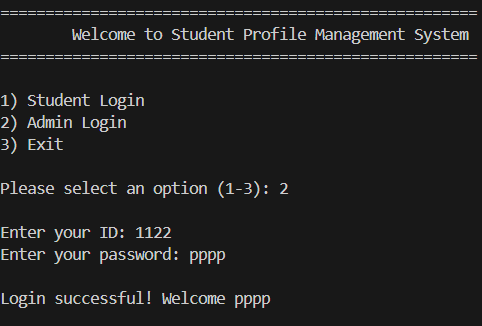 =====================================================
Welcome to Student Profile Management System
=====================================================
1) Student Login
2) Admin Login
3) Exit
Please select an option (1-3): 2
Enter your ID: 1122
Enter your password: pppp
Login successful! Welcome pppp